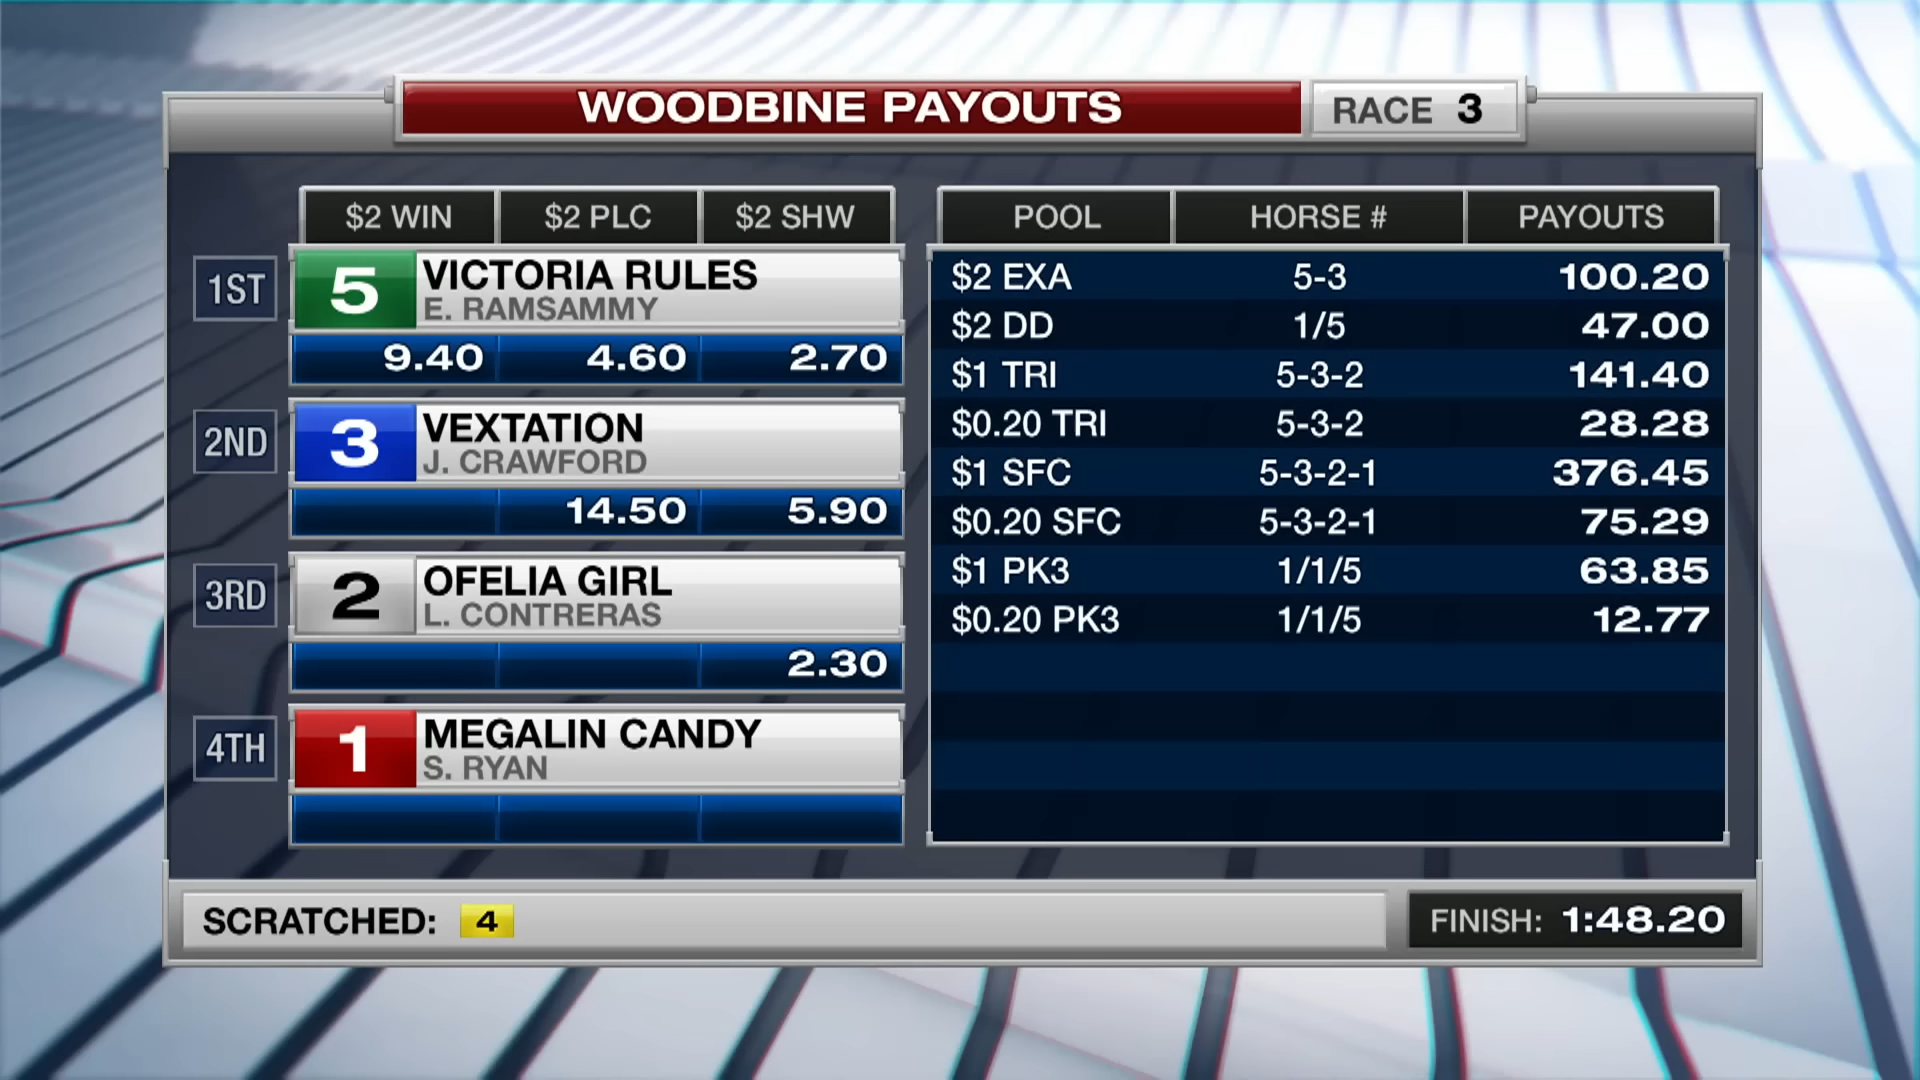 WOODBINE PAYOUTS
RACE 3
$2 WIN $2 PLC $2 SHW
1ST
5 VICTORIA RULES
E. RAMSAMMY
9.40 4.60 2.70
2ND
3 VEXTATION
J. CRAWFORD
14.50 5.90
3RD
2 OFELIA GIRL
L. CONTRERAS
2.30
4TH
1 MEGALIN CANDY
S. RYAN
POOL HORSE # PAYOUTS
$2 EXA 5-3 100.20
$2 DD 1/5 47.00
$1 TRI 5-3-2 141.40
$0.20 TRI 5-3-2 28.28
$1 SFC 5-3-2-1 376.45
$0.20 SFC 5-3-2-1 75.29
$1 PK3 1/1/5 63.85
$0.20 PK3 1/1/5 12.77
SCRATCHED: 4
FINISH: 1:48.20